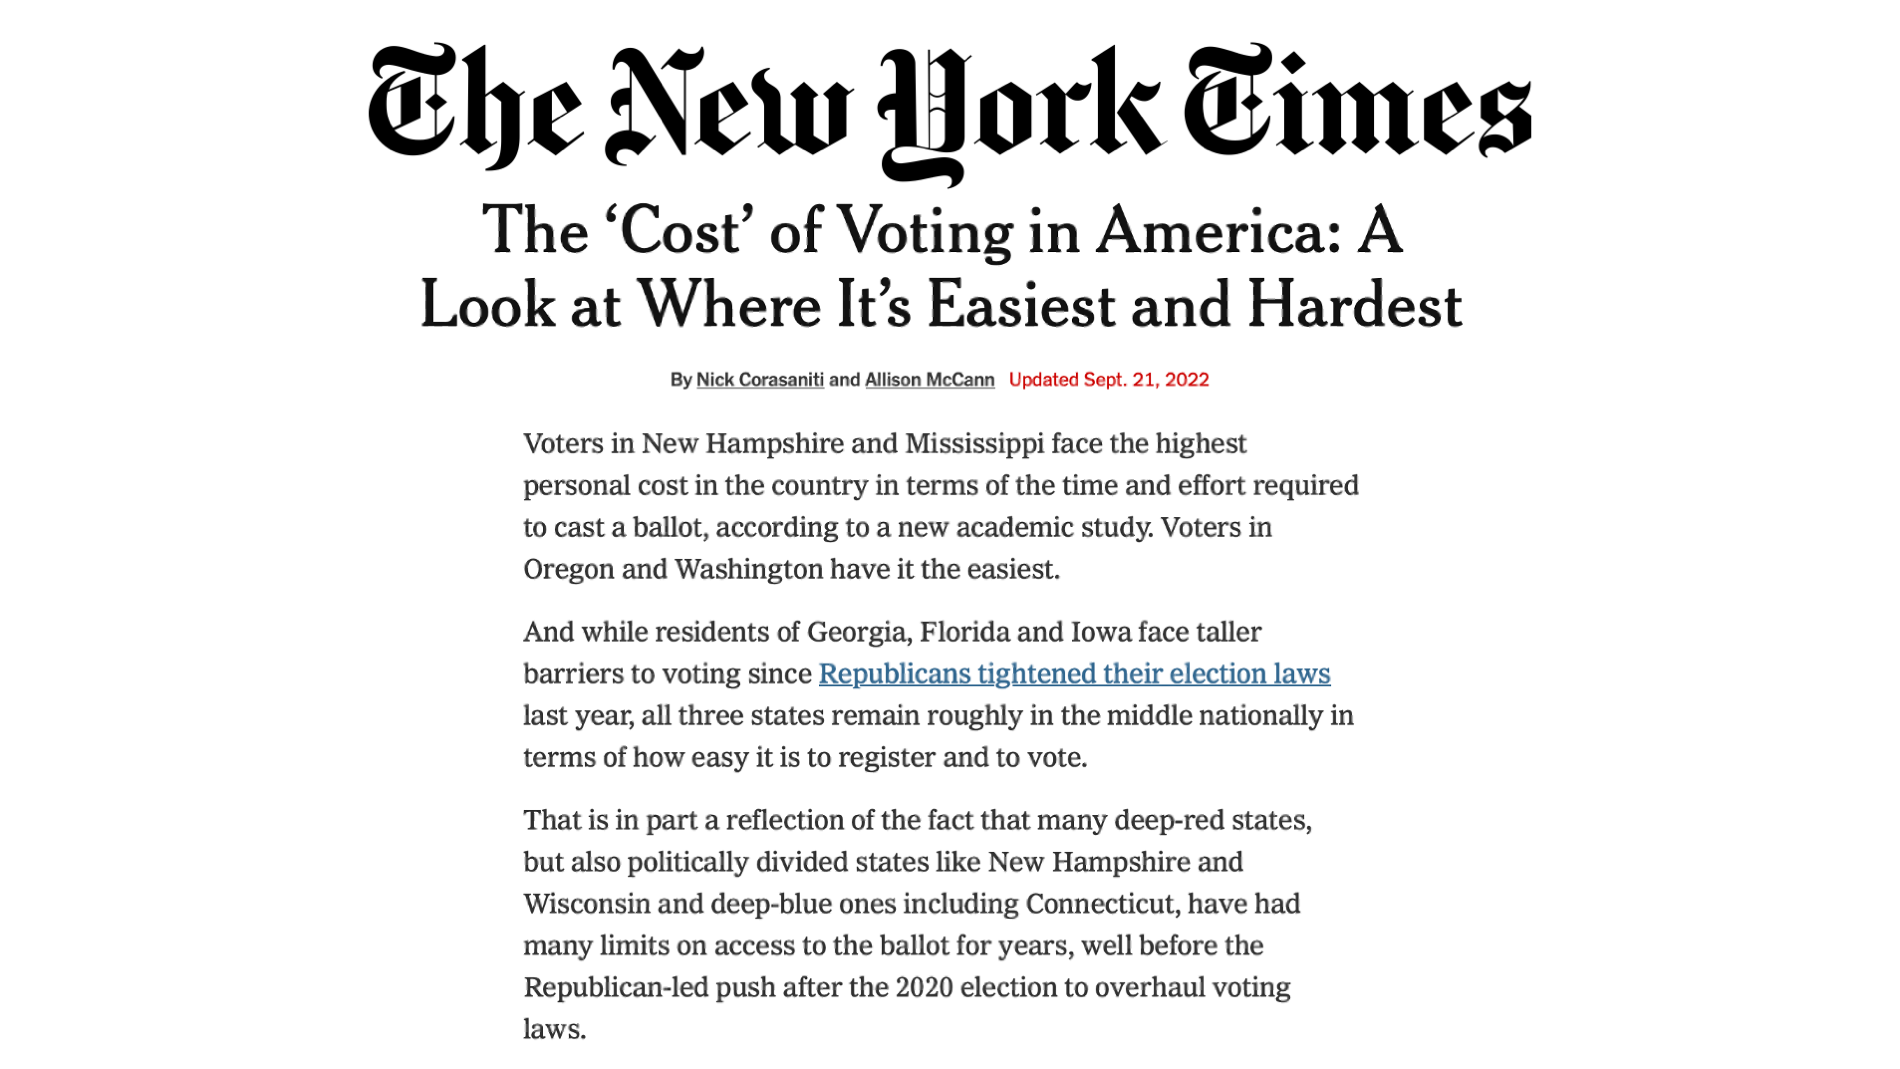 The New York Times
The ‘Cost’ of Voting in America: A
Look at Where It’s Easiest and Hardest
By Nick Corasaniti and Allison McCann Updated Sept. 21, 2022
Voters in New Hampshire and Mississippi face the highest
personal cost in the country in terms of the time and effort required
to cast a ballot, according to a new academic study. Voters in
Oregon and Washington have it the easiest.
And while residents of Georgia, Florida and Iowa face taller
barriers to voting since Republicans tightened their election laws
last year, all three states remain roughly in the middle nationally in
terms of how easy it is to register and to vote.
That is in part a reflection of the fact that many deep-red states,
but also politically divided states like New Hampshire and
Wisconsin and deep-blue ones including Connecticut, have had
many limits on access to the ballot for years, well before the
Republican-led push after the 2020 election to overhaul voting
laws.